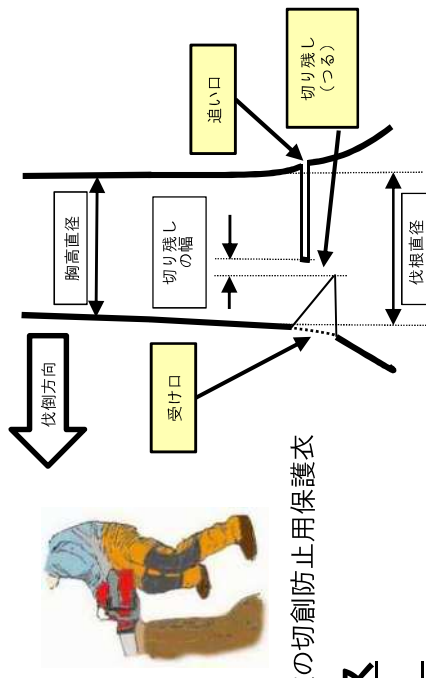 伐倒方向
胸高直径
追い口
切り残し
の幅
切り残し
(つる)
受け口
伐根直径
の切創防止用保護衣